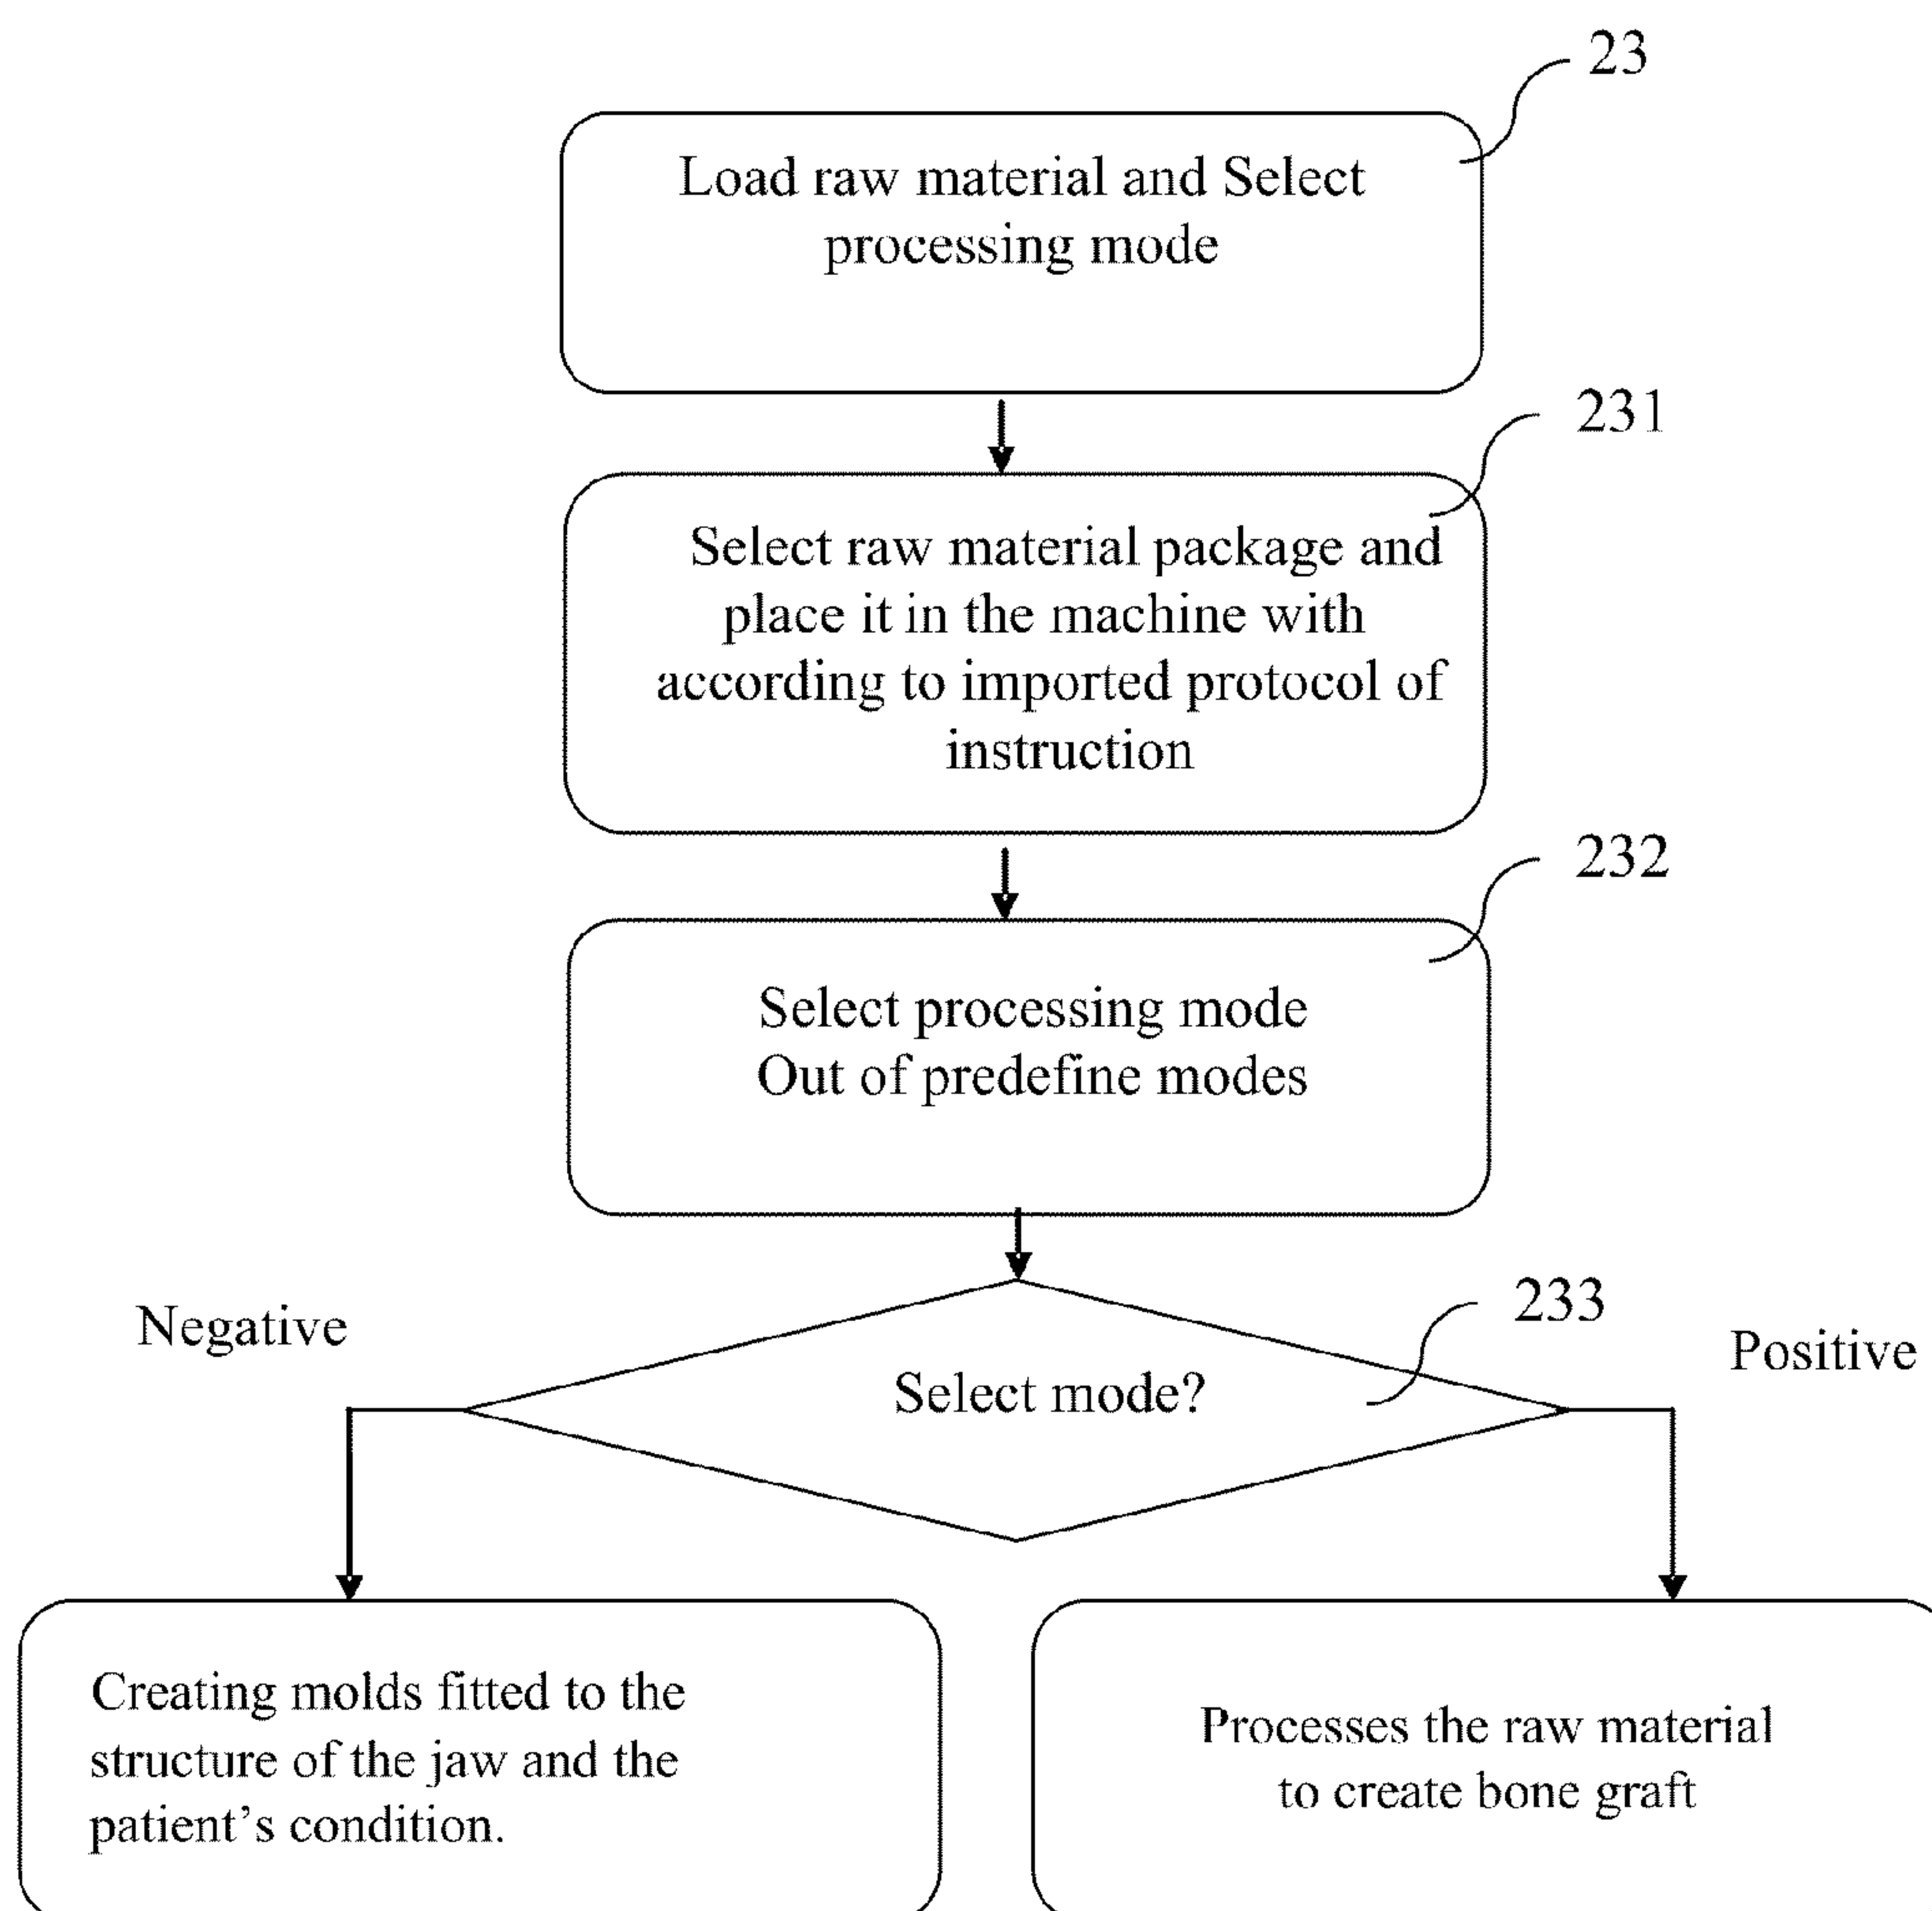 23
Load raw material and Select
processing mode
231
Select raw material package and
place it in the machine with
according to imported protocol of
instruction
232
Select processing mode
Out of predefine modes
233
Negative
Positive
Select mode?
Creating molds fitted to the
structure of the jaw and the
patient’s condition.
Processes the raw material
to create bone graft